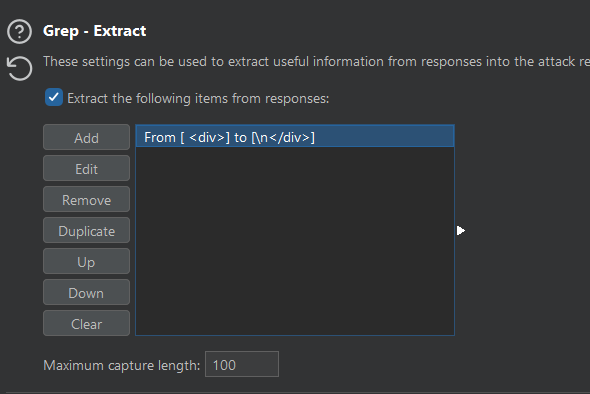 Grep - Extract
These settings can be used to extract useful information from responses into the attack re
Extract the following items from responses:
Add
From [ <div>] to [\n</div>]
Edit
Remove
Duplicate
Up
Down
Clear
Maximum capture length: 100